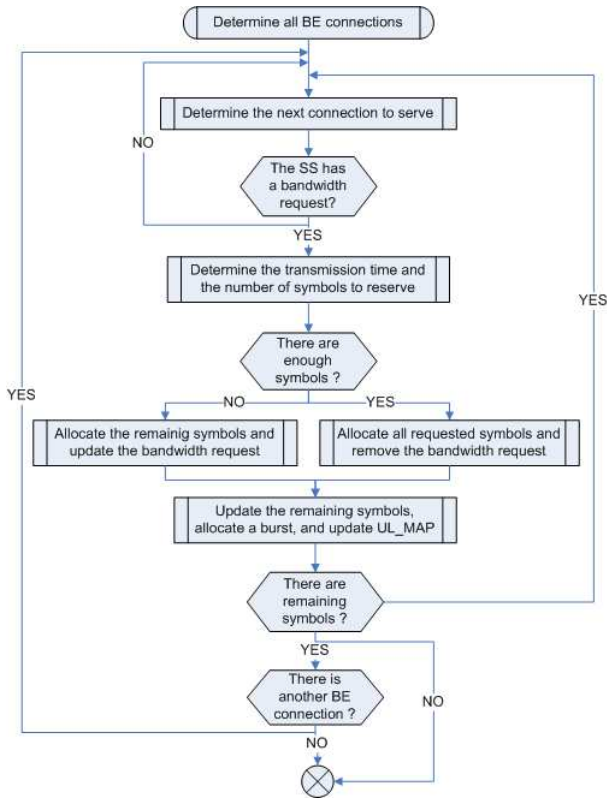 Determine all BE connections
Determine the next connection to serve
NO
The SS has
a bandwidth
request?
YES
Determine the transmission time and
the number of symbols to reserve
YES
There are
enough
symbols ?
YES
NO
YES
Allocate the remainig symbols and
update the bandwidth request
Allocate all requested symbols and
remove the bandwidth request
Update the remaining symbols,
allocate a burst, and update UL_MAP
There are
remaining
symbols ?
YES
There is
another BE
connection ?
NO
NO